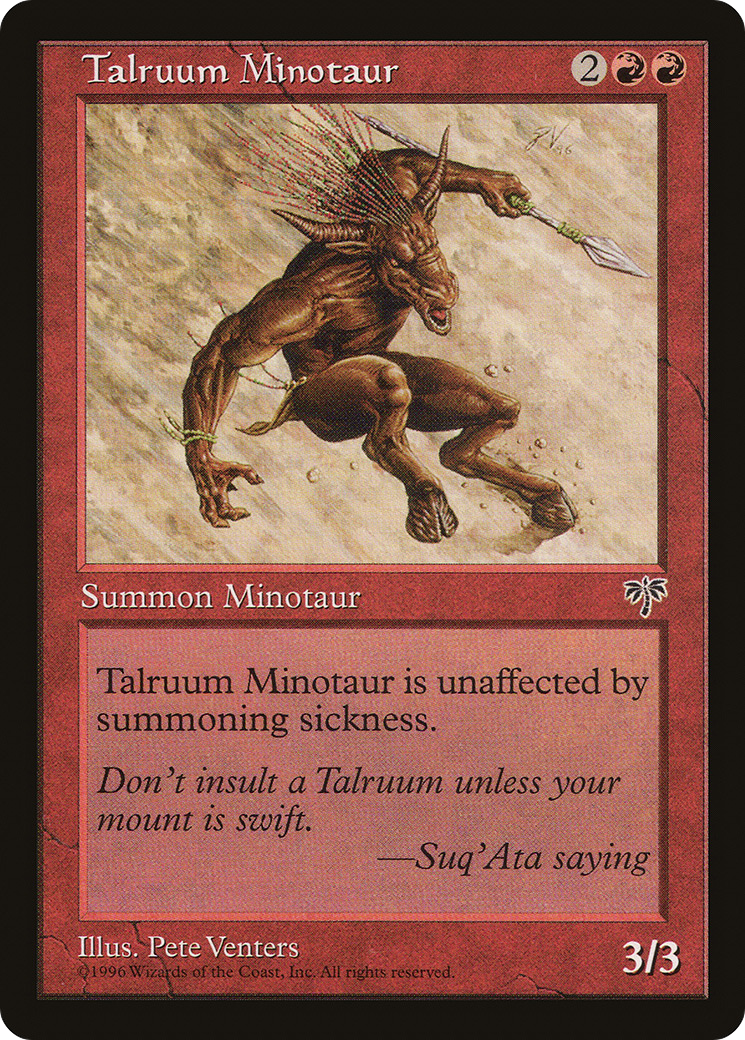 Talruum Minotaur 2
Summon Minotaur
Talruum Minotaur is unaffected by
summoning sickness.
Don't insult a Talruum unless your
mount is swift.
—Suq'Ata saying
Illus. Pete Venters
©1996 Wizards of the Coast, Inc. All rights reserved.
3/3